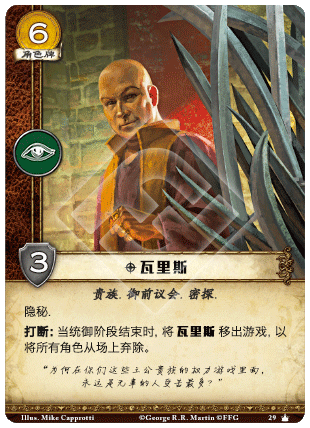 6
角色牌
3
瓦里斯
贵族. 御前议会. 密探.
隐秘.
打断: 当统御阶段结束时, 将 瓦里斯 移出游戏, 以
将所有角色从场上弃除。
“为何在你们这些王公贵族的权力游戏里面,
永远是无辜的人受苦最多?”
Illus. Mike Capprotti
©George R.R. Martin ©FFG
29